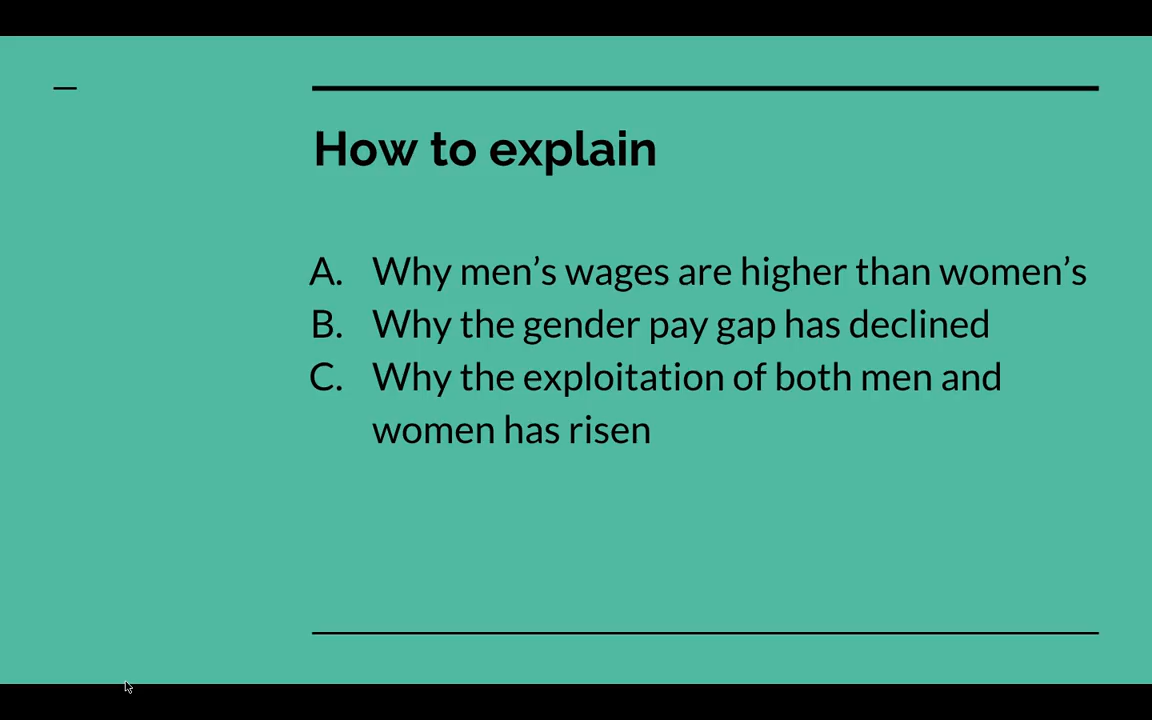 How to explain
A. Why men’s wages are higher than women’s
B. Why the gender pay gap has declined
C. Why the exploitation of both men and
women has risen